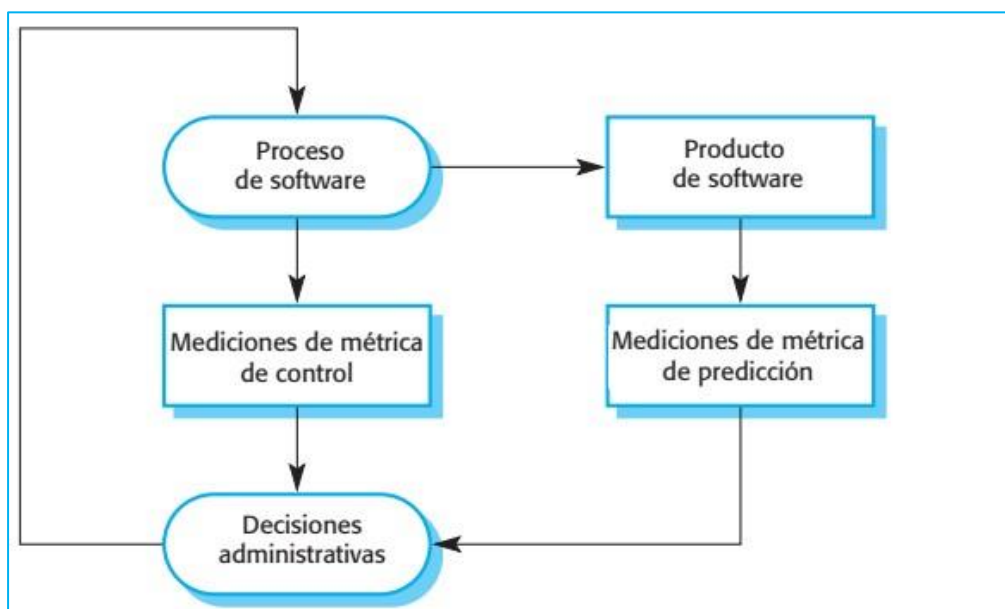 Proceso
de software
Producto
de software
Mediciones de métrica
de control
Mediciones de métrica
de predicción
Decisiones
administrativas